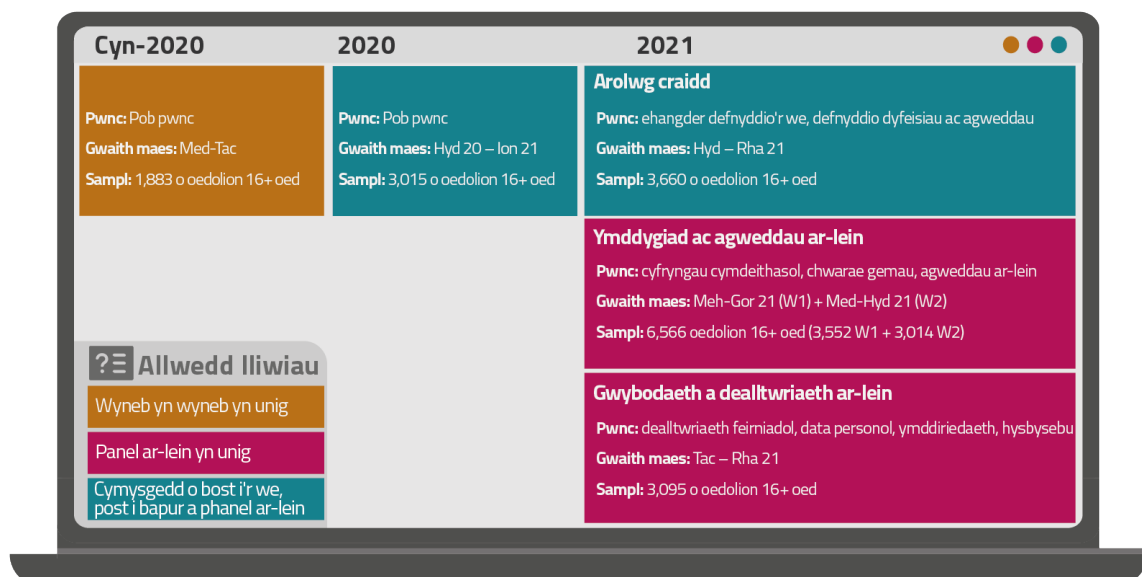 Cyn-2020
2020
2021
Pwnc: Pob pwnc
Gwaith maes: Med-Tac
Sampl: 1,883 o oedolion 16+ oed
Pwnc: Pob pwnc
Gwaith maes: Hyd 20 – Ion 21
Sampl: 3,015 o oedolion 16+ oed
Arolwg craidd
Pwnc: ehangder defnyddio'r we, defnyddio dyfeisiau ac agweddau
Gwaith maes: Hyd – Rha 21
Sampl: 3,660 o oedolion 16+ oed
Ymddygiad ac agweddau ar-lein
Pwnc: cyfryngau cymdeithasol, chwarae gemau, agweddau ar-lein
Gwaith maes: Meh-Gor 21 (W1) + Med-Hyd 21 (W2)
Sampl: 6,566 oedolion 16+ oed (3,552 W1 + 3,014 W2)
Gwybodaeth a dealltwriaeth ar-lein
Pwnc: dealltwriaeth feirniadol, data personol, ymddiriedaeth, hysbysebu
Gwaith maes: Tac – Rha 21
Sampl: 3,095 o oedolion 16+ oed
Allwedd lliwiau
Wyneb yn wyneb yn unig
Panel ar-lein yn unig
Cymysgedd o bost i'r we,
post i bapur a phanel ar-lein